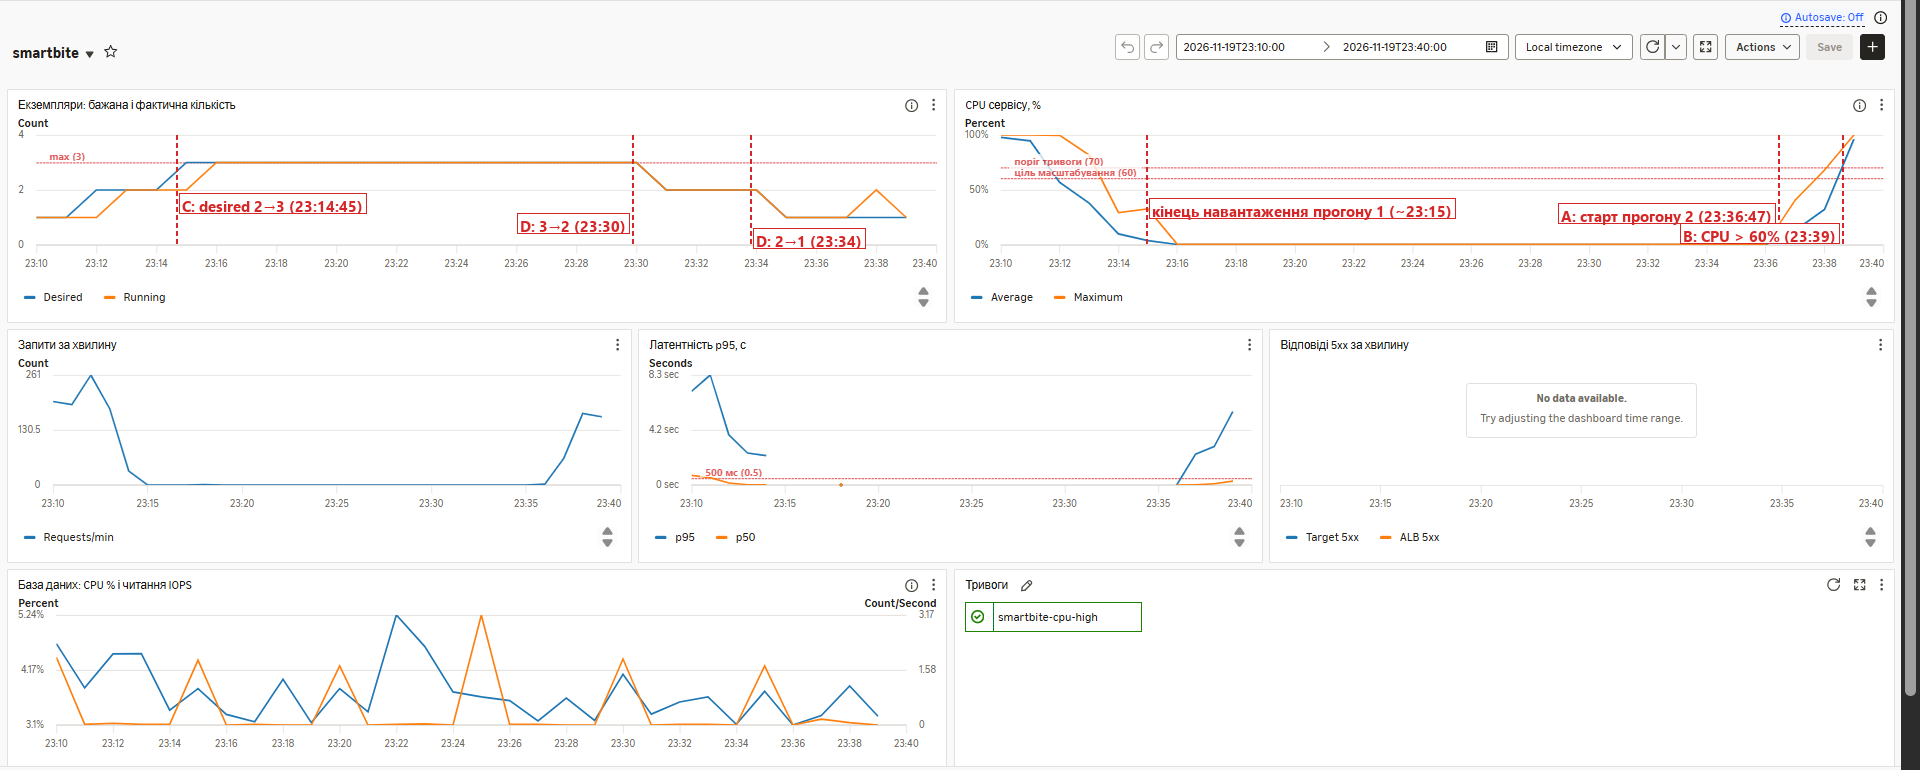 Autosave: Off
smartbite
2026-11-19T23:10:00
2026-11-19T23:40:00
Local timezone
Actions
Save
Екземпляри: бажана і фактична кількість
Count
4
2
0
max (3)
C: desired 2→3 (23:14:45)
D: 3→2 (23:30)
D: 2→1 (23:34)
23:10 23:12 23:14 23:16 23:18 23:20 23:22 23:24 23:26 23:28 23:30 23:32 23:34 23:36 23:38 23:40
Desired Running
CPU сервісу, %
Percent
100%
50%
0%
поріг тривоги (70)
ціль масштабування (60)
кінець навантаження прогону 1 (~23:15)
A: старт прогону 2 (23:36:47)
B: CPU > 60% (23:39)
23:10 23:12 23:14 23:16 23:18 23:20 23:22 23:24 23:26 23:28 23:30 23:32 23:34 23:36 23:38 23:40
Average Maximum
Запити за хвилину
Count
261
130.5
0
23:10 23:15 23:20 23:25 23:30 23:35 23:40
Requests/min
Латентність p95, с
Seconds
8.3 sec
4.2 sec
0 sec
500 мс (0.5)
23:10 23:15 23:20 23:25 23:30 23:35 23:40
p95 p50
Відповіді 5xx за хвилину
No data available.
Try adjusting the dashboard time range.
23:10 23:15 23:20 23:25 23:30 23:35 23:40
Target 5xx ALB 5xx
База даних: CPU % і читання IOPS
Percent
Count/Second
5.24%
4.17%
3.1%
3.17
1.58
0
23:10 23:12 23:14 23:16 23:18 23:20 23:22 23:24 23:26 23:28 23:30 23:32 23:34 23:36 23:38 23:40
Тривоги
smartbite-cpu-high